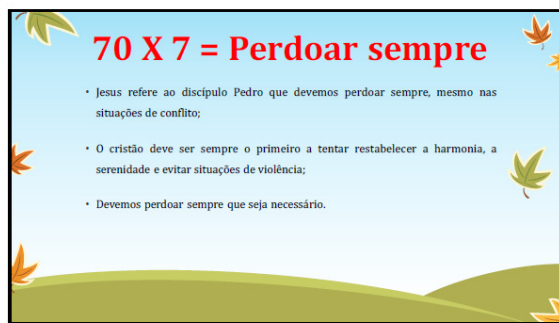 70 X 7 = Perdoar sempre
• Jesus refere ao discípulo Pedro que devemos perdoar sempre, mesmo nas
situações de conflito;
• O cristão deve ser sempre o primeiro a tentar restabelecer a harmonia, a
serenidade e evitar situações de violência;
• Devemos perdoar sempre que seja necessário.